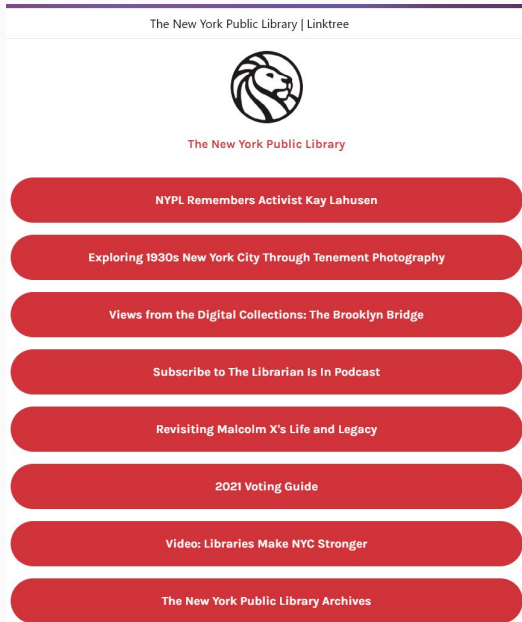 The New York Public Library | Linktree
The New York Public Library
NYPL Remembers Activist Kay Lahusen
Exploring 1930s New York City Through Tenement Photography
Views from the Digital Collections: The Brooklyn Bridge
Subscribe to The Librarian Is In Podcast
Revisiting Malcolm X's Life and Legacy
2021 Voting Guide
Video: Libraries Make NYC Stronger
The New York Public Library Archives